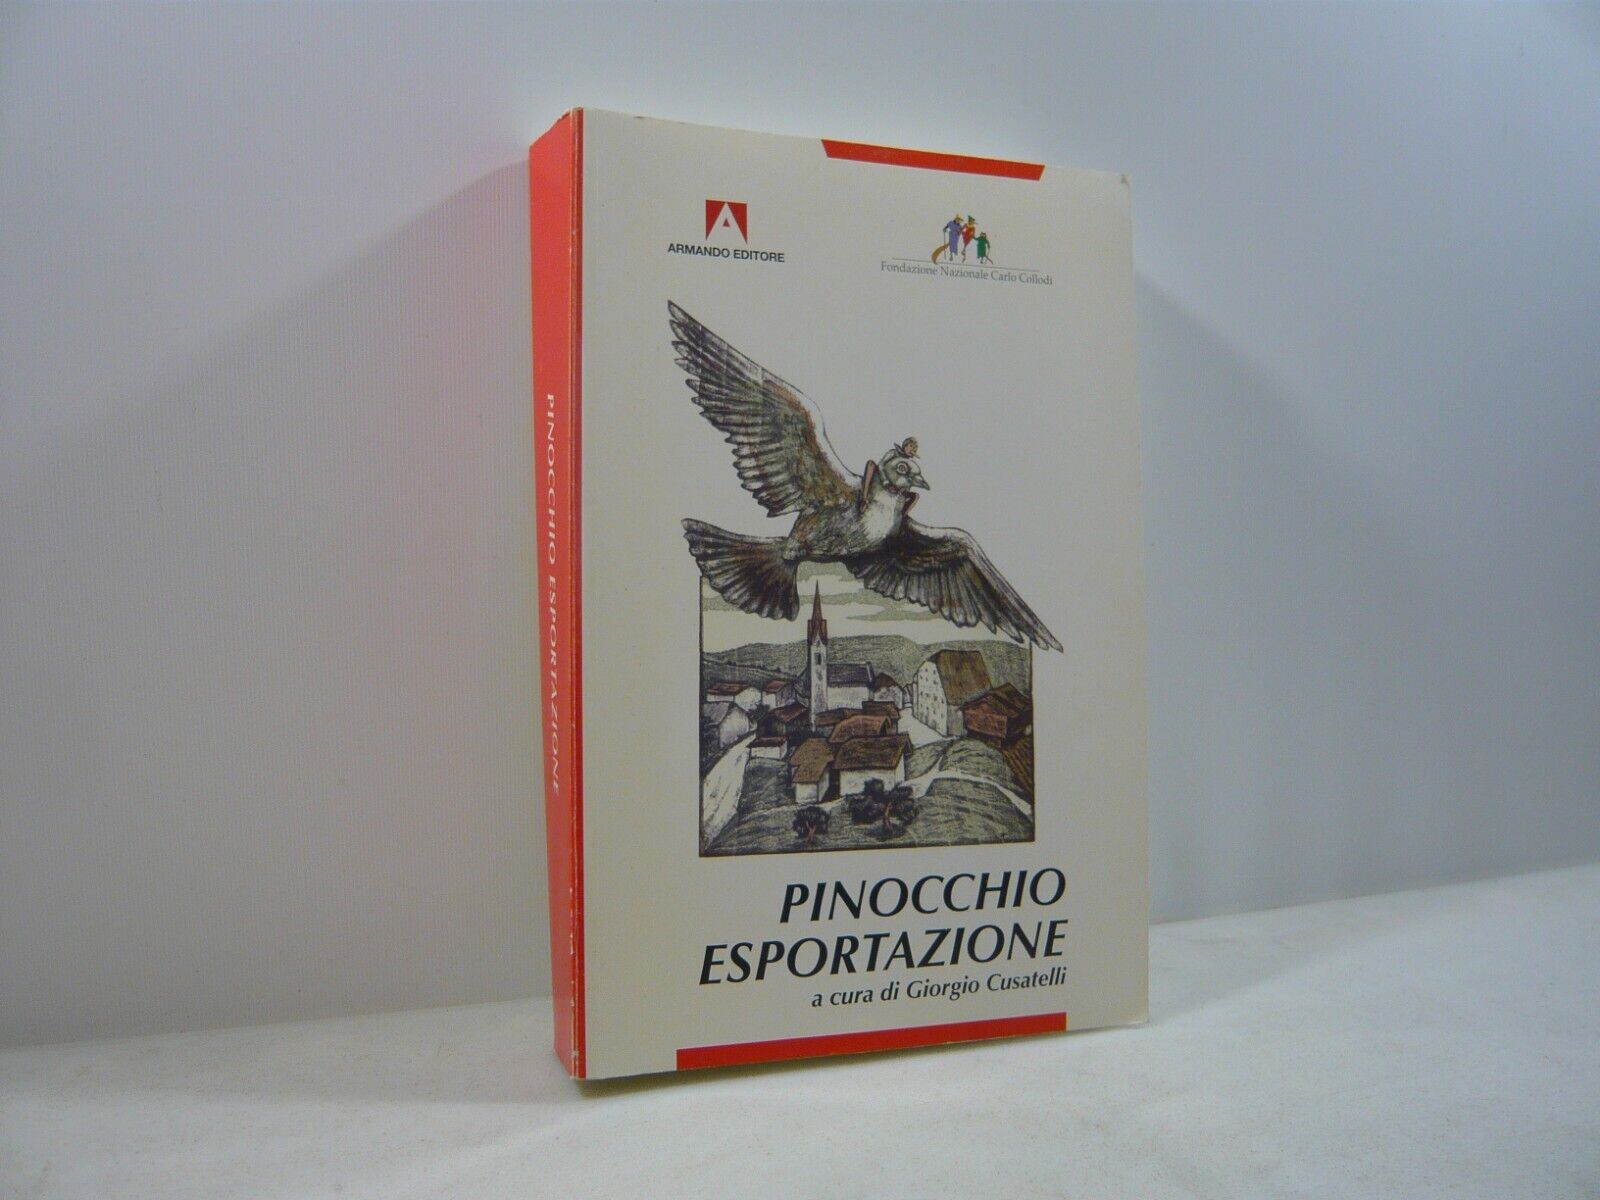 ARMANDO EDITORE
Fondazione Nazionale Carlo Collodi
PINOCCHIO
ESPORTAZIONE
a cura di Giorgio Cusatelli
PINOCCHIO ESPORTAZIONE